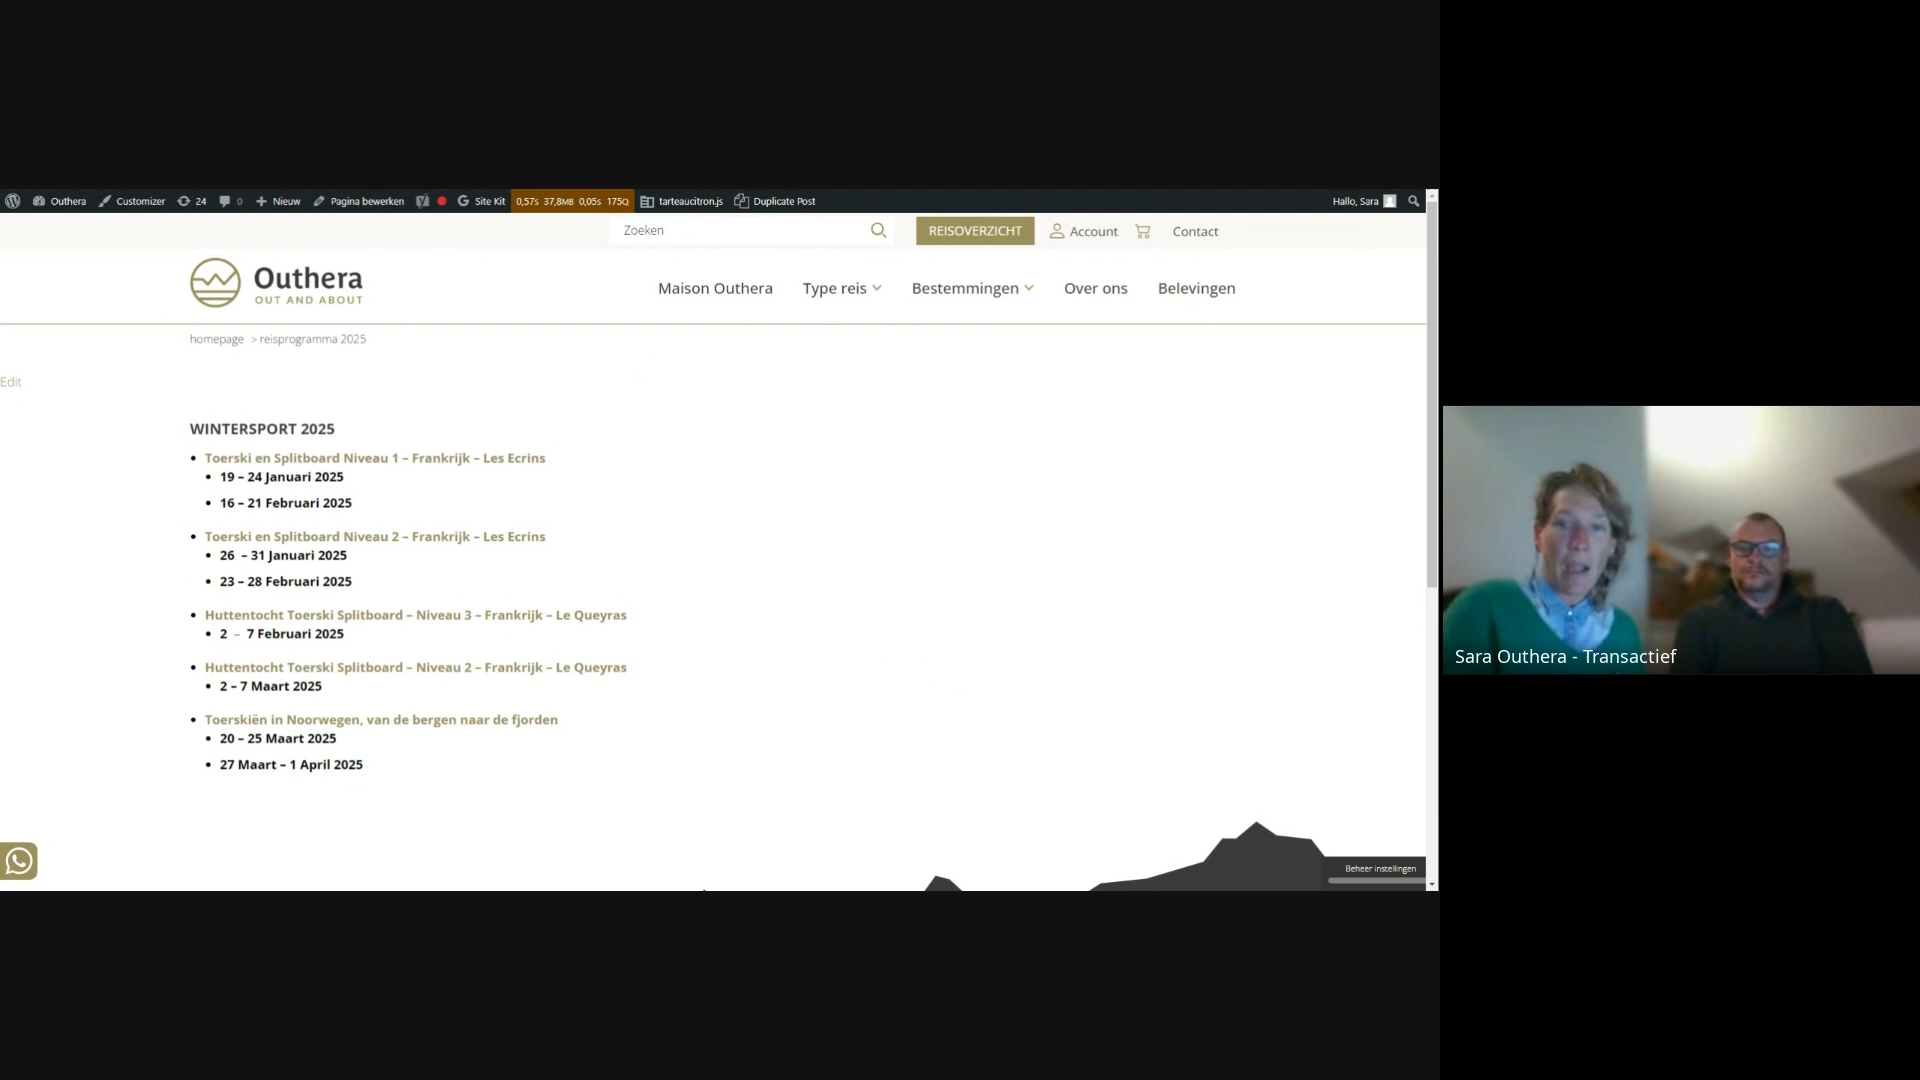 Outhera Customizer 24 0 Nieuw Pagina bewerken Site Kit 0,57s 37,8MB 0,05s 175Q tarteaucitron.js Duplicate Post Hallo, Sara
Zoeken REISOVERZICHT Account Contact
Outhera
OUT AND ABOUT
Maison Outhera Type reis Bestemmingen Over ons Belevingen
homepage > reisprogramma 2025
Edit
WINTERSPORT 2025
Toerski en Splitboard Niveau 1 – Frankrijk – Les Ecrins
19 – 24 Januari 2025
16 – 21 Februari 2025
Toerski en Splitboard Niveau 2 – Frankrijk – Les Ecrins
26 – 31 Januari 2025
23 – 28 Februari 2025
Huttentocht Toerski Splitboard – Niveau 3 – Frankrijk – Le Queyras
2 – 7 Februari 2025
Huttentocht Toerski Splitboard – Niveau 2 – Frankrijk – Le Queyras
2 – 7 Maart 2025
Toerskiën in Noorwegen, van de bergen naar de fjorden
20 – 25 Maart 2025
27 Maart – 1 April 2025
Beheer instellingen
Sara Outhera - Transactief